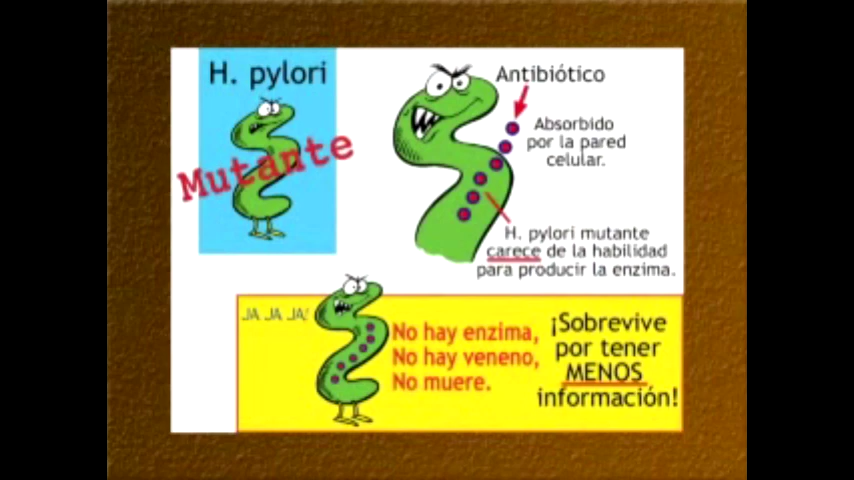 H. pylori
Mutante
Antibiótico
Absorbido
por la pared
celular.
H. pylori mutante
carece de la habilidad
para producir la enzima.
JA JA JA!
No hay enzima,
No hay veneno,
No muere.
¡Sobrevive
por tener
MENOS
información!